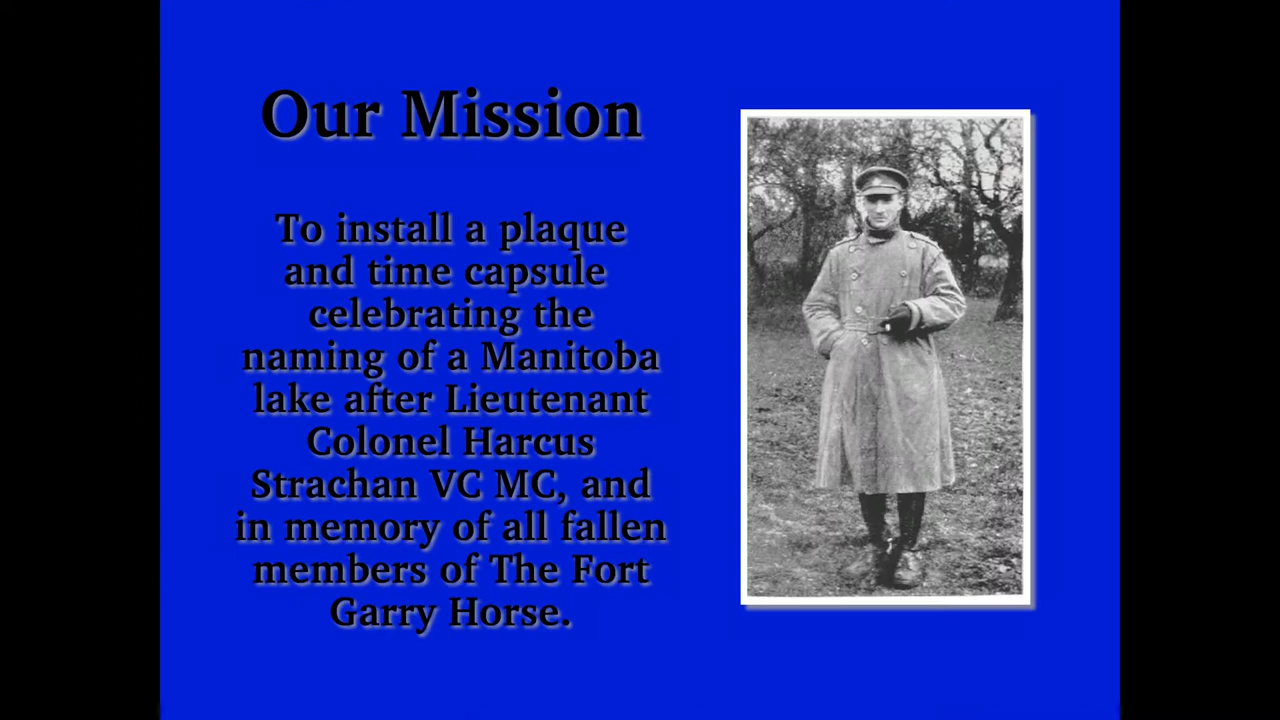 Our Mission
To install a plaque
and time capsule
celebrating the
naming of a Manitoba
lake after Lieutenant
Colonel Harcus
Strachan VC MC, and
in memory of all fallen
members of The Fort
Garry Horse.